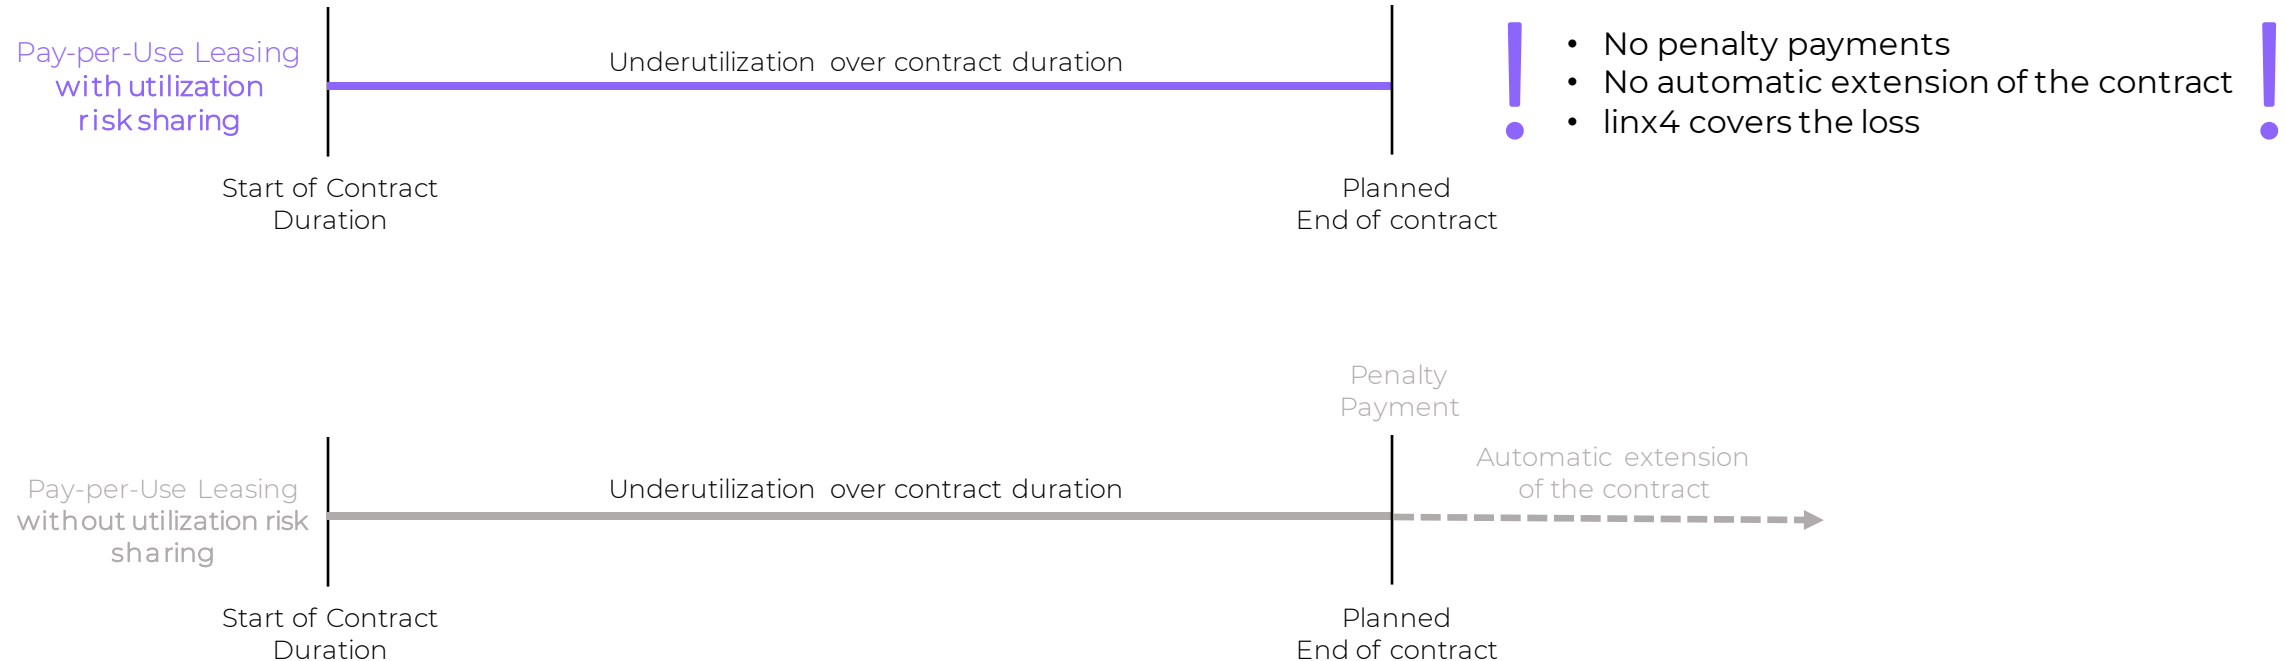 Pay-per-Use Leasing
with utilization
risk sharing
Underutilization over contract duration
• No penalty payments
• No automatic extension of the contract
• linx4 covers the loss
! !
Start of Contract
Duration
Planned
End of contract
Penalty
Payment
Automatic extension
of the contract
Pay-per-Use Leasing
without utilization risk
sharing
Underutilization over contract duration
Start of Contract
Duration
Planned
End of contract